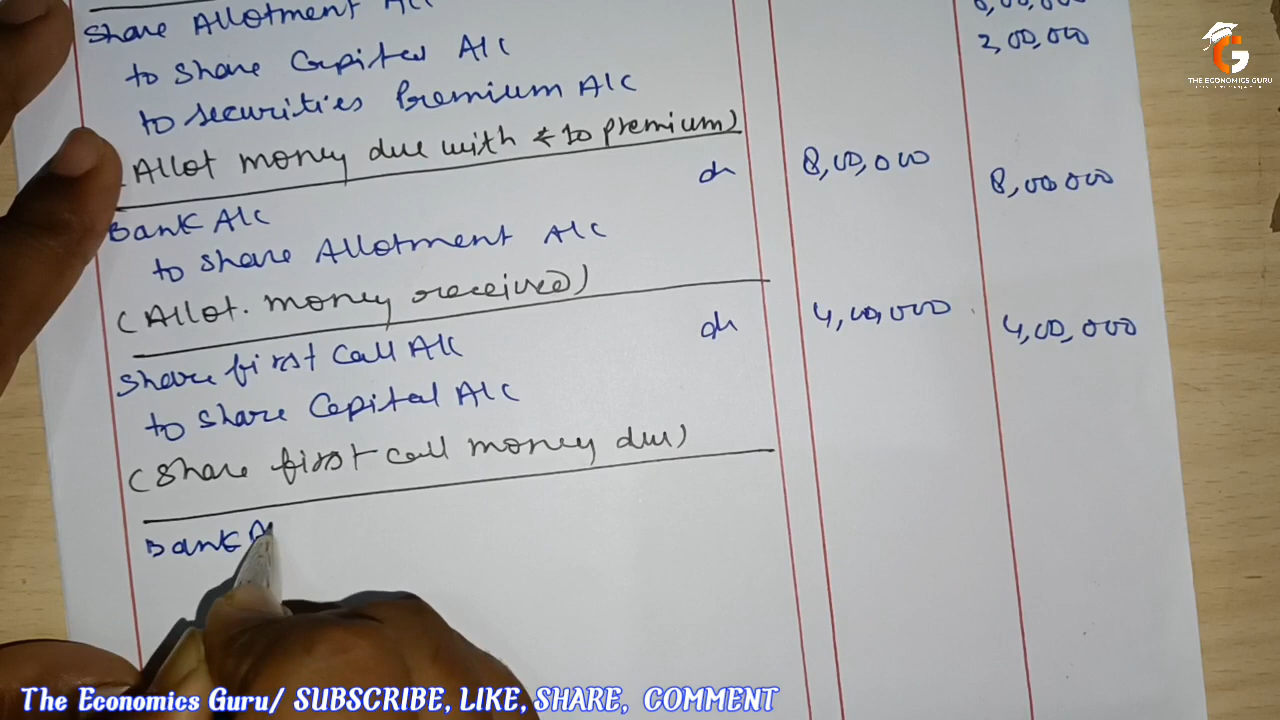 Share Allotment A/c
to Share Capital A/c
2,00,000
to securities Premium A/c
(Allot money due with & to premium)
Bank A/c dr 8,00,000
to share Allotment A/c 8,00,000
(Allot. money received)
Share first Call A/c dr 4,00,000
to share Capital A/c 4,00,000
(Share first call money due)
Bank A
THE ECONOMICS GURU
The Economics Guru/ SUBSCRIBE, LIKE, SHARE, COMMENT